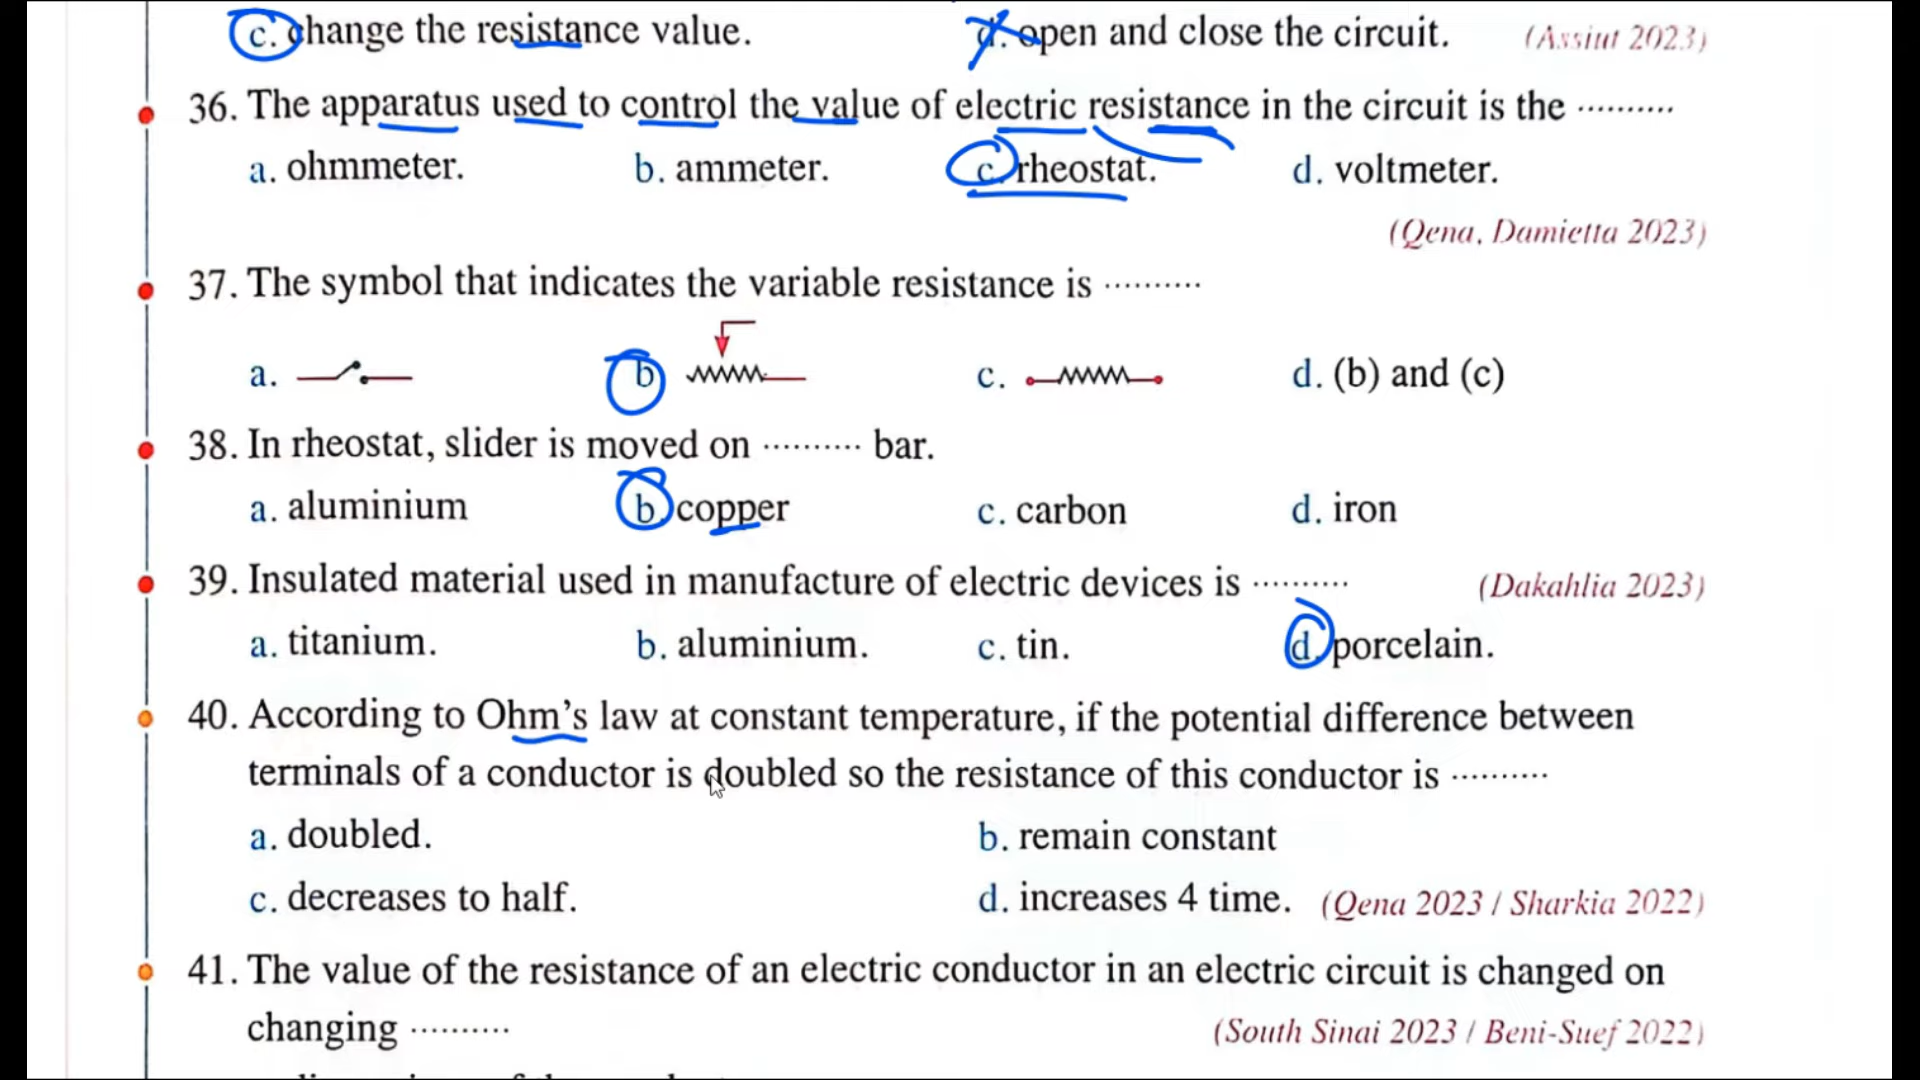 c. change the resistance value. d. open and close the circuit. (Assiut 2023)
36. The apparatus used to control the value of electric resistance in the circuit is the ··········
a. ohmmeter. b. ammeter. c. rheostat. d. voltmeter.
(Qena, Damietta 2023)
37. The symbol that indicates the variable resistance is ··········
a. b c. d. (b) and (c)
38. In rheostat, slider is moved on ·········· bar.
a. aluminium b. copper c. carbon d. iron
39. Insulated material used in manufacture of electric devices is ·········· (Dakahlia 2023)
a. titanium. b. aluminium. c. tin. d. porcelain.
40. According to Ohm's law at constant temperature, if the potential difference between
terminals of a conductor is doubled so the resistance of this conductor is ··········
a. doubled. b. remain constant
c. decreases to half. d. increases 4 time. (Qena 2023 / Sharkia 2022)
41. The value of the resistance of an electric conductor in an electric circuit is changed on
changing ·········· (South Sinai 2023 / Beni-Suef 2022)